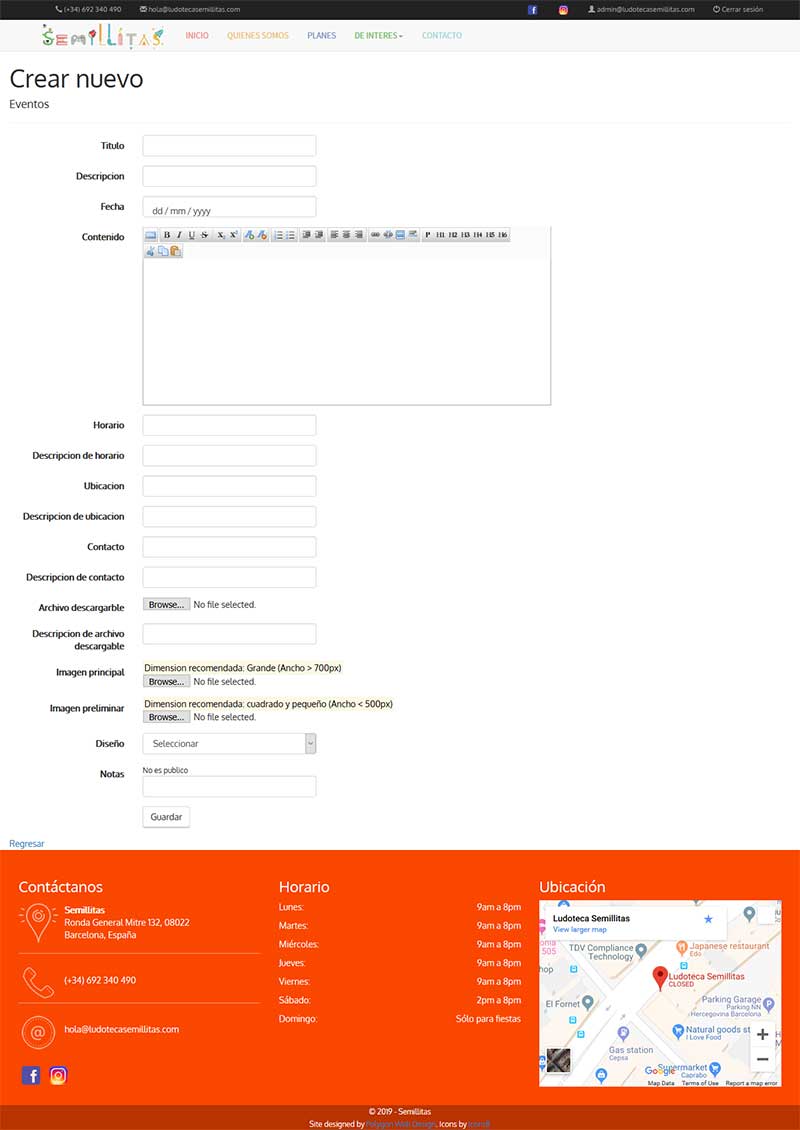 (+34) 692 340 490 hola@ludotecasemillitas.com admin@ludotecasemillitas.com Cerrar sesión
SEMILLÍTAS INICIO QUIENES SOMOS PLANES DE INTERES CONTACTO
Crear nuevo
Eventos
Titulo
Descripcion
Fecha dd / mm / yyyy
Contenido B I U S X₂ X² P H1 H2 H3 H4 H5 H6
Horario
Descripcion de horario
Ubicacion
Descripcion de ubicacion
Contacto
Descripcion de contacto
Archivo descargarble Browse... No file selected.
Descripcion de archivo
descargable
Imagen principal Dimension recomendada: Grande (Ancho > 700px)
Browse... No file selected.
Imagen preliminar Dimension recomendada: cuadrado y pequeño (Ancho < 500px)
Browse... No file selected.
Diseño Seleccionar
Notas No es publico
Guardar
Regresar
Contáctanos
Semillitas
Ronda General Mitre 132, 08022
Barcelona, España
(+34) 692 340 490
hola@ludotecasemillitas.com
Horario
Lunes: 9am a 8pm
Martes: 9am a 8pm
Miércoles: 9am a 8pm
Jueves: 9am a 8pm
Viernes: 9am a 8pm
Sábado: 2pm a 8pm
Domingo: Sólo para fiestas
Ubicación
Ludoteca Semillitas
View larger map
oma
505
TDV Compliance
Technology
Japanese restaurant
Edo
hop
Ludoteca Semillitas
CLOSED
El Fornet
Parking Garage
Parking NN
Hercegovina Barcelona
Natural goods st
I Love Food
Gas station
Cepsa
Supermarket
Caprabo
Google
Map Data Terms of Use Report a map error
© 2019 - Semillitas
Site designed by Polygon Web Design, Icons by Icons8